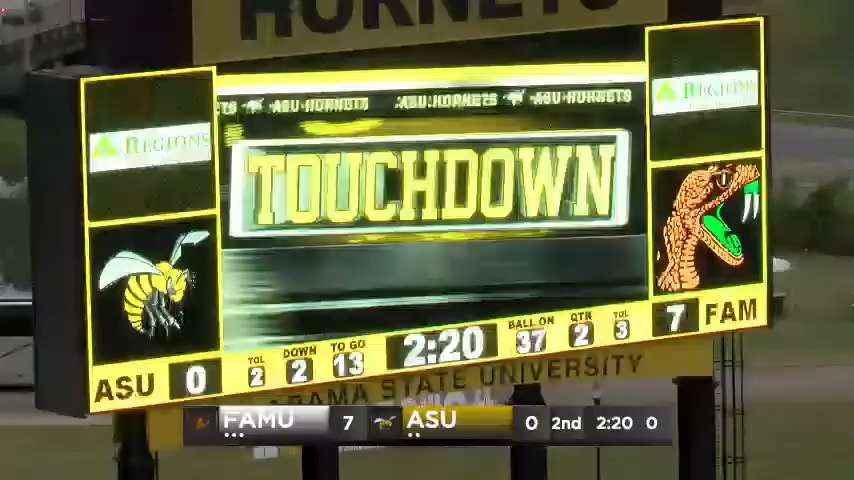 HORNETS
ASU HORNETS ASU HORNETS ASU HORNETS
REGIONS
REGIONS
TOUCHDOWN
TOL DOWN TO GO BALL ON QTR TOL
2 2 13 2:20 37 2 3
ASU 0
7 FAM
STATE UNIVERSITY
FAMU 7 ASU 0 2nd 2:20 0